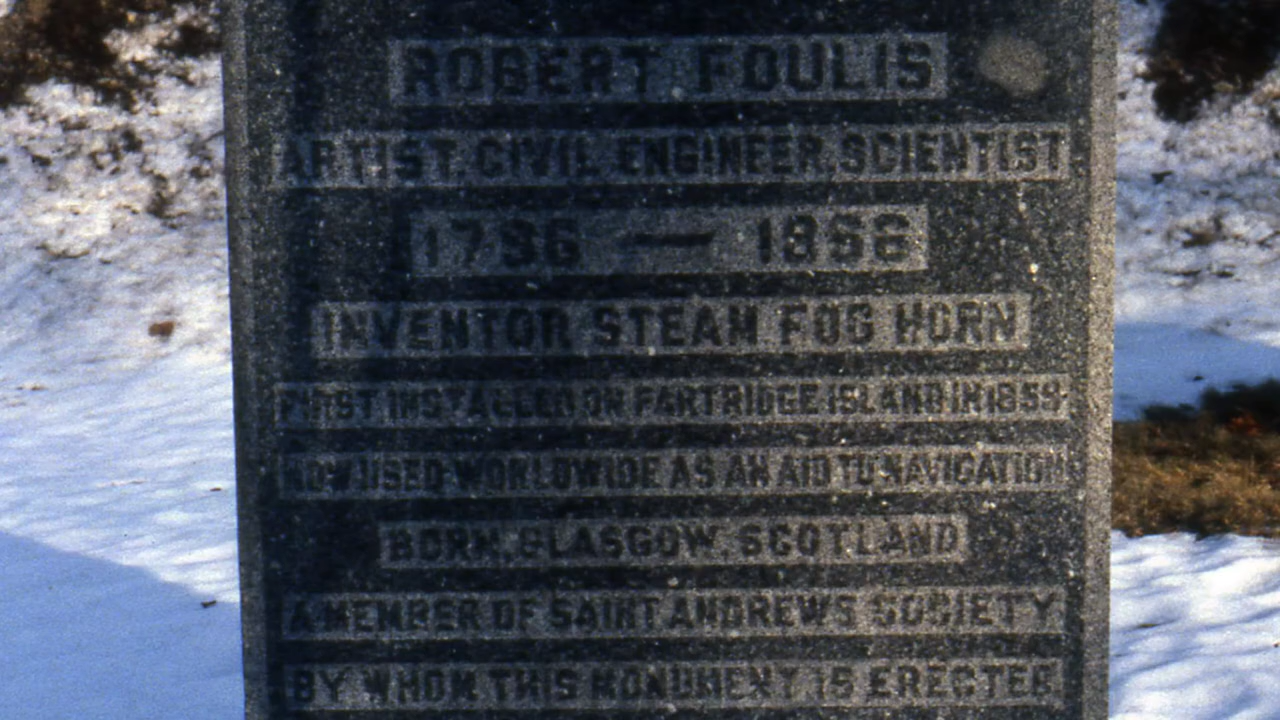 ROBERT FOULIS
ARTIST, CIVIL ENGINEER, SCIENTIST
1796 — 1866
INVENTOR STEAM FOG HORN
FIRST INSTALLED ON PARTRIDGE ISLAND IN 1859
NOW USED WORLDWIDE AS AN AID TO NAVIGATION
BORN, GLASGOW, SCOTLAND
A MEMBER OF SAINT ANDREWS SOCIETY
BY WHOM THIS MONUMENT IS ERECTED